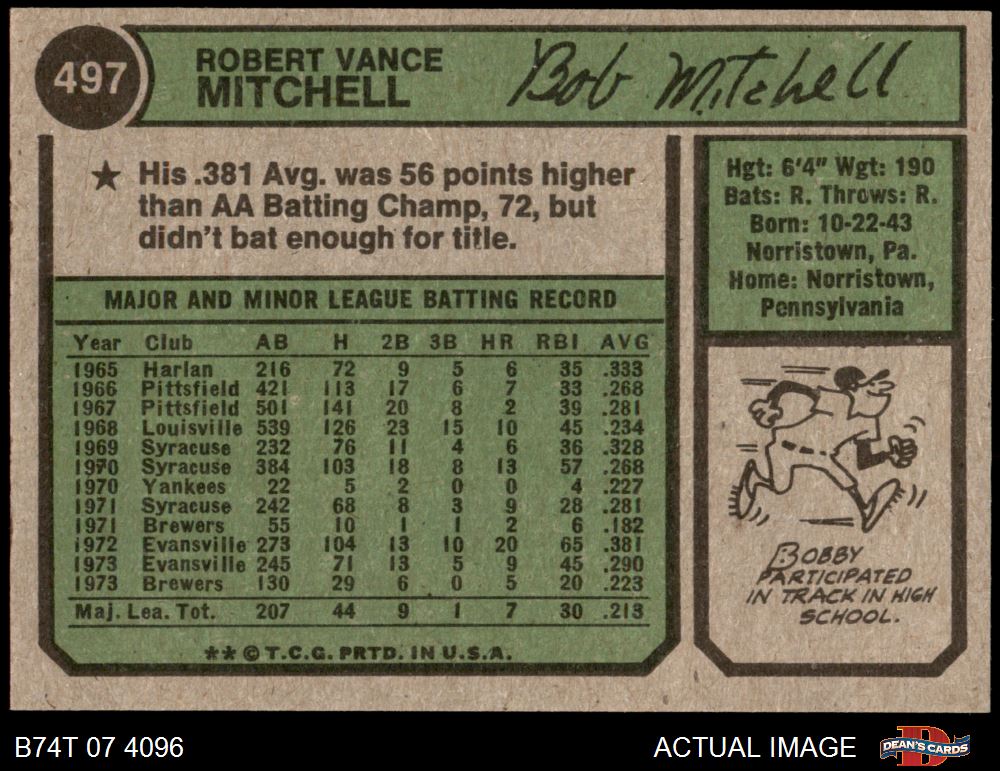 497
ROBERT VANCE
MITCHELL
Bob Mitchell
★ His .381 Avg. was 56 points higher
than AA Batting Champ, 72, but
didn't bat enough for title.
MAJOR AND MINOR LEAGUE BATTING RECORD
Year Club AB H 2B 3B HR RBI AVG
1965 Harlan 216 72 9 5 6 35 .333
1966 Pittsfield 421 113 17 6 7 33 .268
1967 Pittsfield 501 141 20 8 2 39 .281
1968 Louisville 539 126 23 15 10 45 .234
1969 Syracuse 232 76 11 4 6 36 .328
1970 Syracuse 384 103 18 8 13 57 .268
1970 Yankees 22 5 2 0 0 4 .227
1971 Syracuse 242 68 8 3 9 28 .281
1971 Brewers 55 10 1 1 2 6 .182
1972 Evansville 273 104 13 10 20 65 .381
1973 Evansville 245 71 13 5 9 45 .290
1973 Brewers 130 29 6 0 5 20 .223
Maj. Lea. Tot. 207 44 9 1 7 30 .213
** © T.C.G. PRTD. IN U.S.A.
Hgt: 6'4" Wgt: 190
Bats: R. Throws: R.
Born: 10-22-43
Norristown, Pa.
Home: Norristown,
Pennsylvania
BOBBY
PARTICIPATED
IN TRACK IN HIGH
SCHOOL.
B74T 07 4096
ACTUAL IMAGE
DEAN'S CARDS